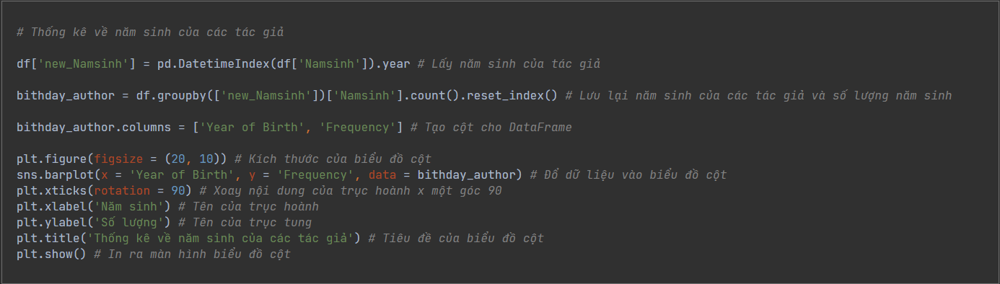 # Thống kê về năm sinh của các tác giả
df['new_Namsinh'] = pd.DatetimeIndex(df['Namsinh']).year # Lấy năm sinh của tác giả
bithday_author = df.groupby(['new_Namsinh'])['Namsinh'].count().reset_index() # Lưu lại năm sinh của các tác giả và số lượng năm sinh
bithday_author.columns = ['Year of Birth', 'Frequency'] # Tạo cột cho DataFrame
plt.figure(figsize = (20, 10)) # Kích thước của biểu đồ cột
sns.barplot(x = 'Year of Birth', y = 'Frequency', data = bithday_author) # Đổ dữ liệu vào biểu đồ cột
plt.xticks(rotation = 90) # Xoay nội dung của trục hoành x một góc 90
plt.xlabel('Năm sinh') # Tên của trục hoành
plt.ylabel('Số lượng') # Tên của trục tung
plt.title('Thống kê về năm sinh của các tác giả') # Tiêu đề của biểu đồ cột
plt.show() # In ra màn hình biểu đồ cột